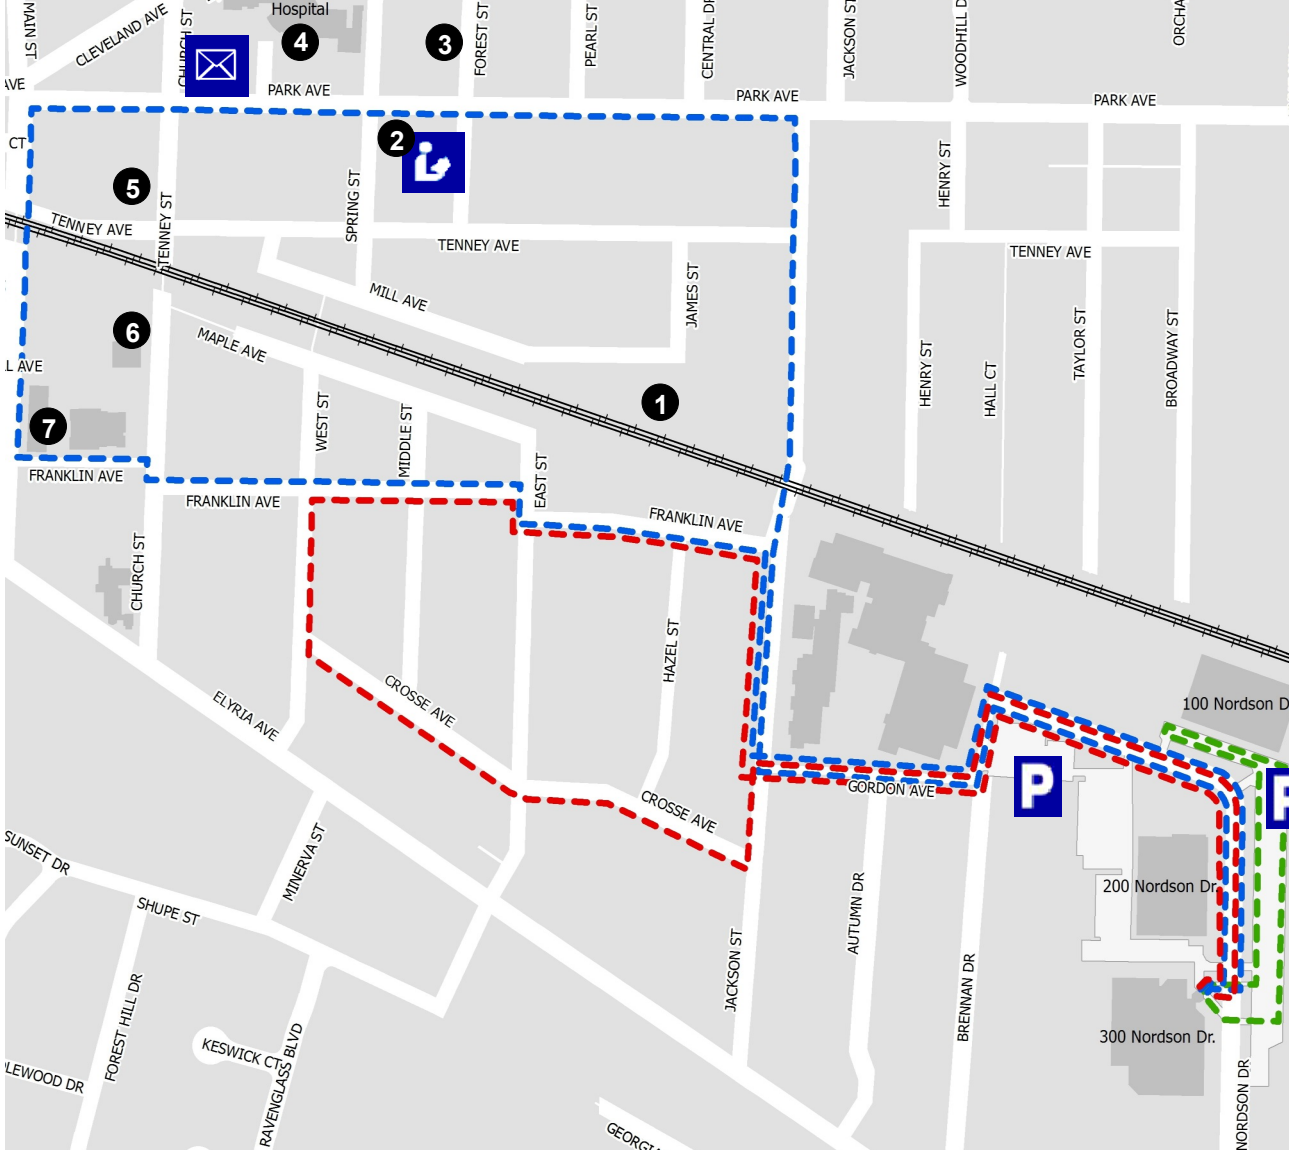 Hospital
MAIN ST
CLEVELAND AVE
CHURCH ST
4
3
FOREST ST
PEARL ST
CENTRAL DR
JACKSON ST
WOODHILL D
ORCHA
AVE
PARK AVE
PARK AVE
PARK AVE
CT
2
5
TENNEY ST
SPRING ST
HENRY ST
TENNEY AVE
TENNEY AVE
TENNEY AVE
MILL AVE
JAMES ST
6
MAPLE AVE
HENRY ST
HALL CT
TAYLOR ST
BROADWAY ST
L AVE
1
7
WEST ST
MIDDLE ST
EAST ST
FRANKLIN AVE
FRANKLIN AVE
FRANKLIN AVE
CHURCH ST
HAZEL ST
CROSSE AVE
ELYRIA AVE
100 Nordson D
P
P
GORDON AVE
CROSSE AVE
SUNSET DR
MINERVA ST
SHUPE ST
200 Nordson Dr.
AUTUMN DR
JACKSON ST
BRENNAN DR
FOREST HILL DR
KESWICK CT
RAVENGLASS BLVD
300 Nordson Dr.
LEWOOD DR
NORDSON DR
GEORGIA